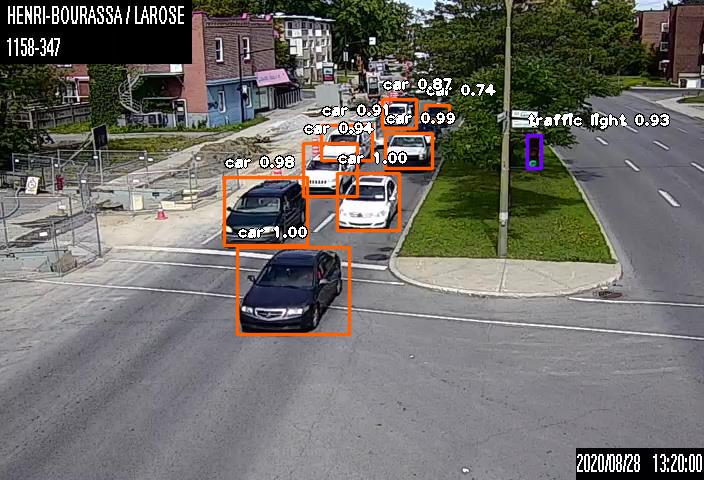 HENRI-BOURASSA / LAROSE
1158-347
car 0.87
car 0.74
car 0.91
car 0.99
car 0.94
car 0.98
car 1.00
car 1.00
traffic light 0.93
2020/08/28 13:20:00